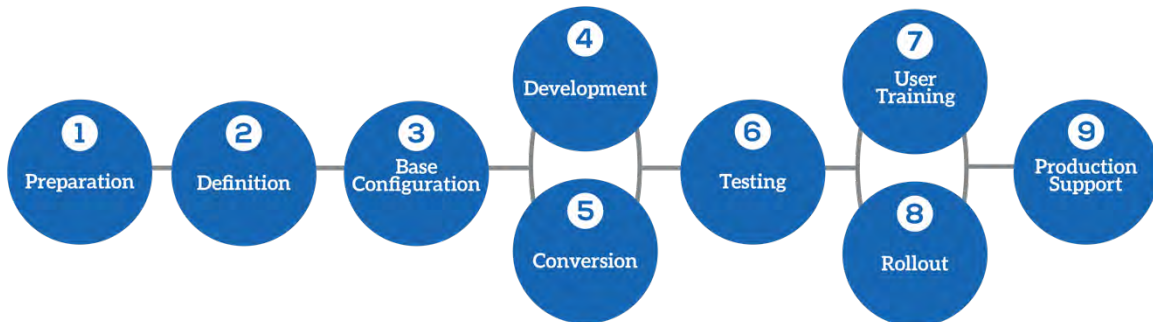 1
Preparation
2
Definition
3
Base
Configuration
4
Development
5
Conversion
6
Testing
7
User
Training
8
Rollout
9
Production
Support